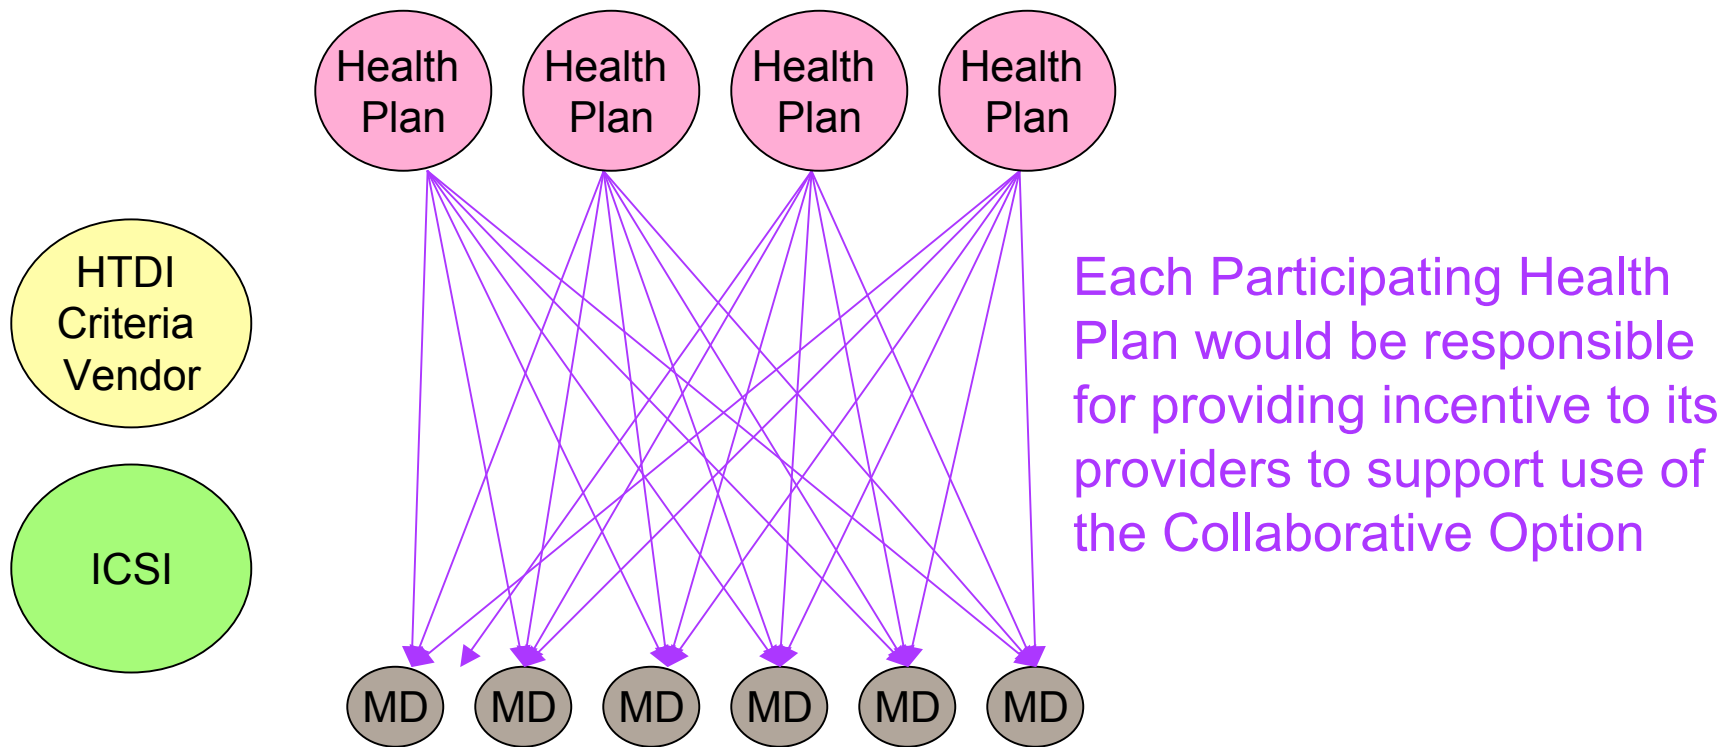 Health
Plan
Health
Plan
Health
Plan
Health
Plan
HTDI
Criteria
Vendor
ICSI
Each Participating Health
Plan would be responsible
for providing incentive to its
providers to support use of
the Collaborative Option
MD
MD
MD
MD
MD
MD